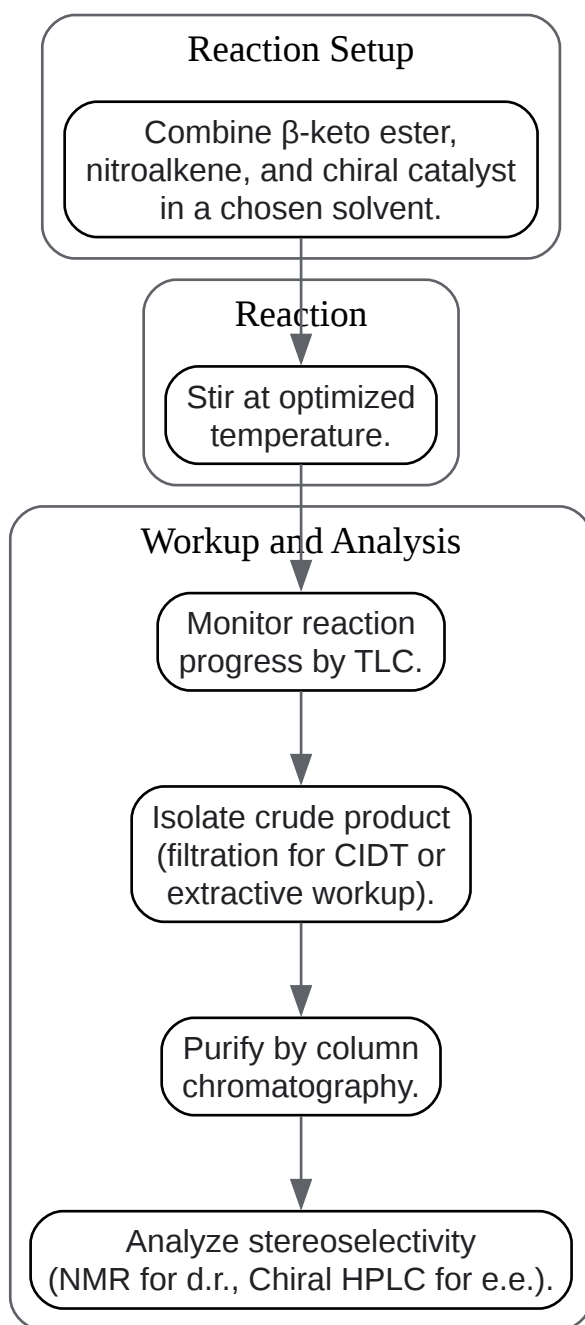 Reaction Setup
Combine β-keto ester,
nitroalkene, and chiral catalyst
in a chosen solvent.
Reaction
Stir at optimized
temperature.
Workup and Analysis
Monitor reaction
progress by TLC.
Isolate crude product
(filtration for CIDT or
extractive workup).
Purify by column
chromatography.
Analyze stereoselectivity
(NMR for d.r., Chiral HPLC for e.e.).